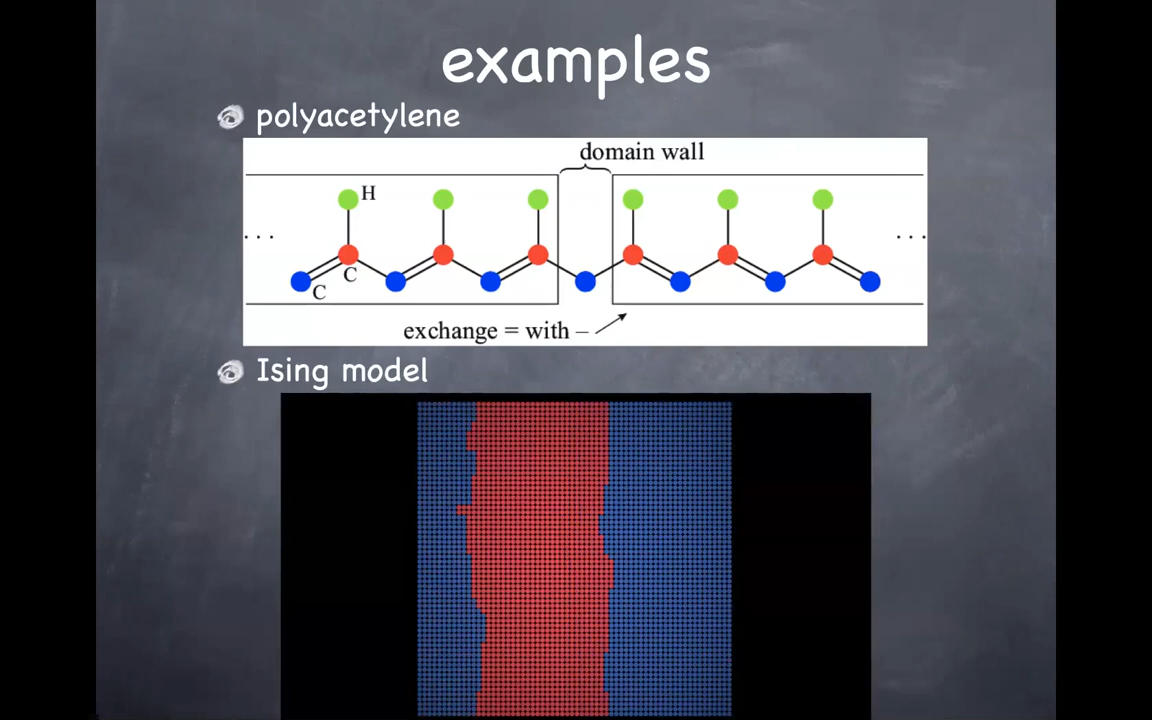 examples
polyacetylene
domain wall
H
. . .
. . .
C
C
exchange = with –
Ising model